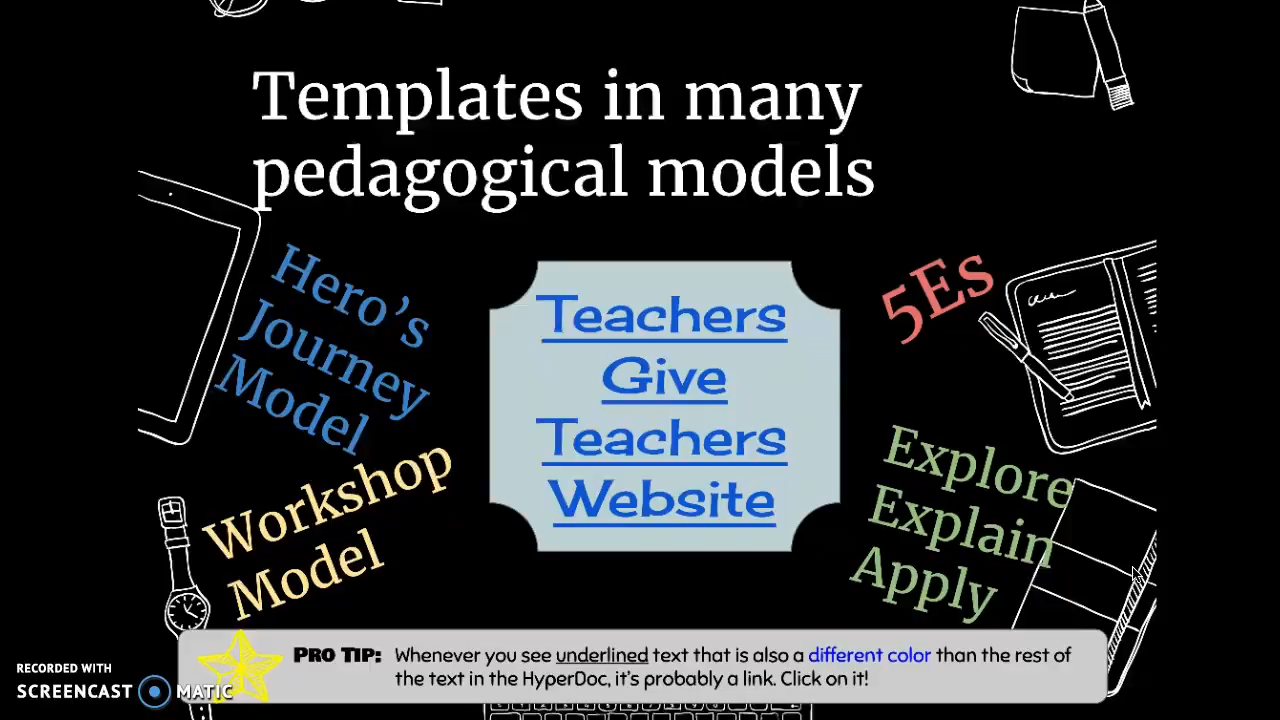 Templates in many
pedagogical models
Hero's
Journey
Model
Teachers
Give
Teachers
Website
5Es
Workshop
Model
Explore
Explain
Apply
PRO TIP: Whenever you see underlined text that is also a different color than the rest of
the text in the HyperDoc, it's probably a link. Click on it!
RECORDED WITH
SCREENCAST MATIC